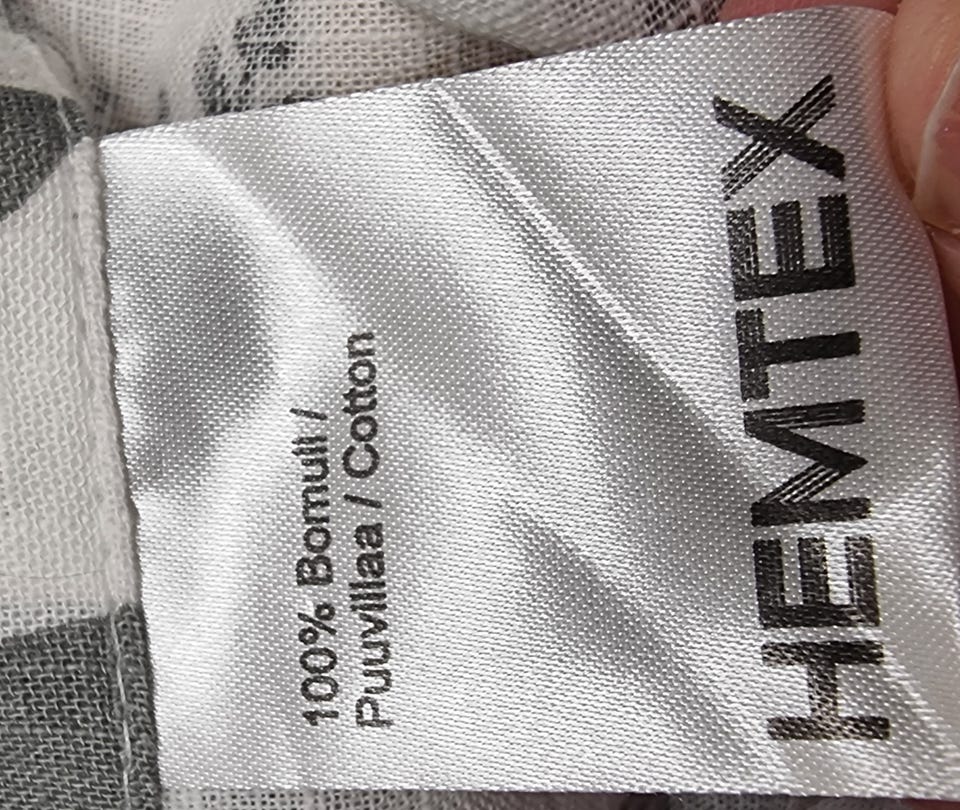 100% Bomull /
Puuvillaa / Cotton
HEMTEX